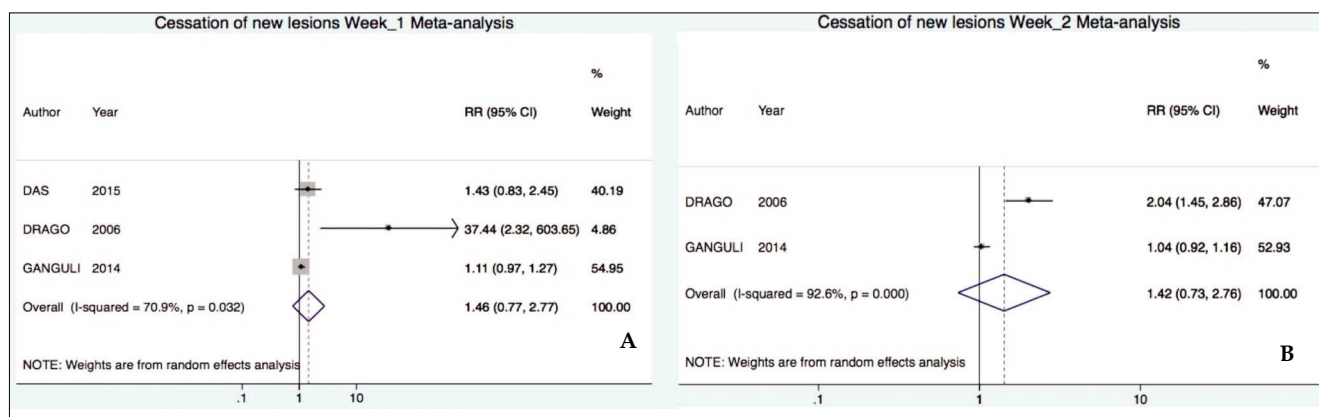 Cessation of new lesions Week_1 Meta-analysis
%
Author Year RR (95% CI) Weight
DAS 2015 1.43 (0.83, 2.45) 40.19
DRAGO 2006 37.44 (2.32, 603.65) 4.86
GANGULI 2014 1.11 (0.97, 1.27) 54.95
Overall (I-squared = 70.9%, p = 0.032) 1.46 (0.77, 2.77) 100.00
A
NOTE: Weights are from random effects analysis
.1 1 10
Cessation of new lesions Week_2 Meta-analysis
%
Author Year RR (95% CI) Weight
DRAGO 2006 2.04 (1.45, 2.86) 47.07
GANGULI 2014 1.04 (0.92, 1.16) 52.93
Overall (I-squared = 92.6%, p = 0.000) 1.42 (0.73, 2.76) 100.00
B
NOTE: Weights are from random effects analysis
.1 1 10